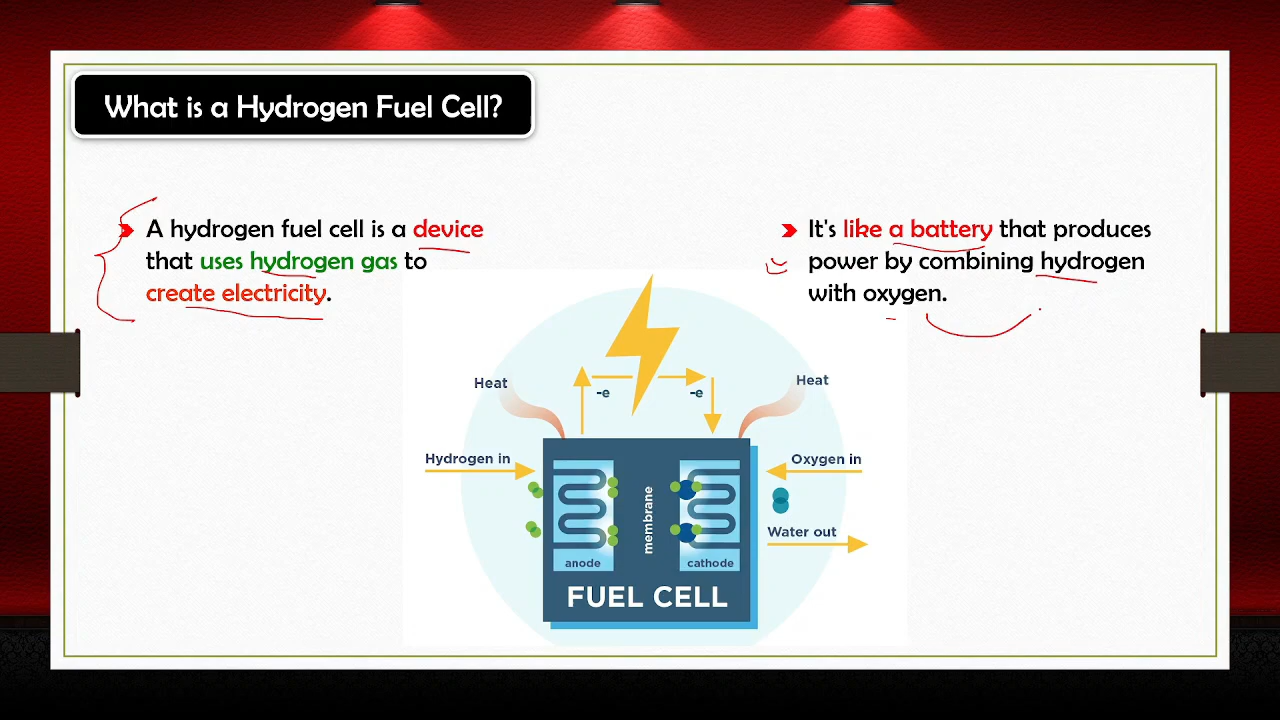 What is a Hydrogen Fuel Cell?
A hydrogen fuel cell is a device
that uses hydrogen gas to
create electricity.
It's like a battery that produces
power by combining hydrogen
with oxygen.
Heat
-e
-e
Heat
Hydrogen in
Oxygen in
membrane
Water out
anode
cathode
FUEL CELL